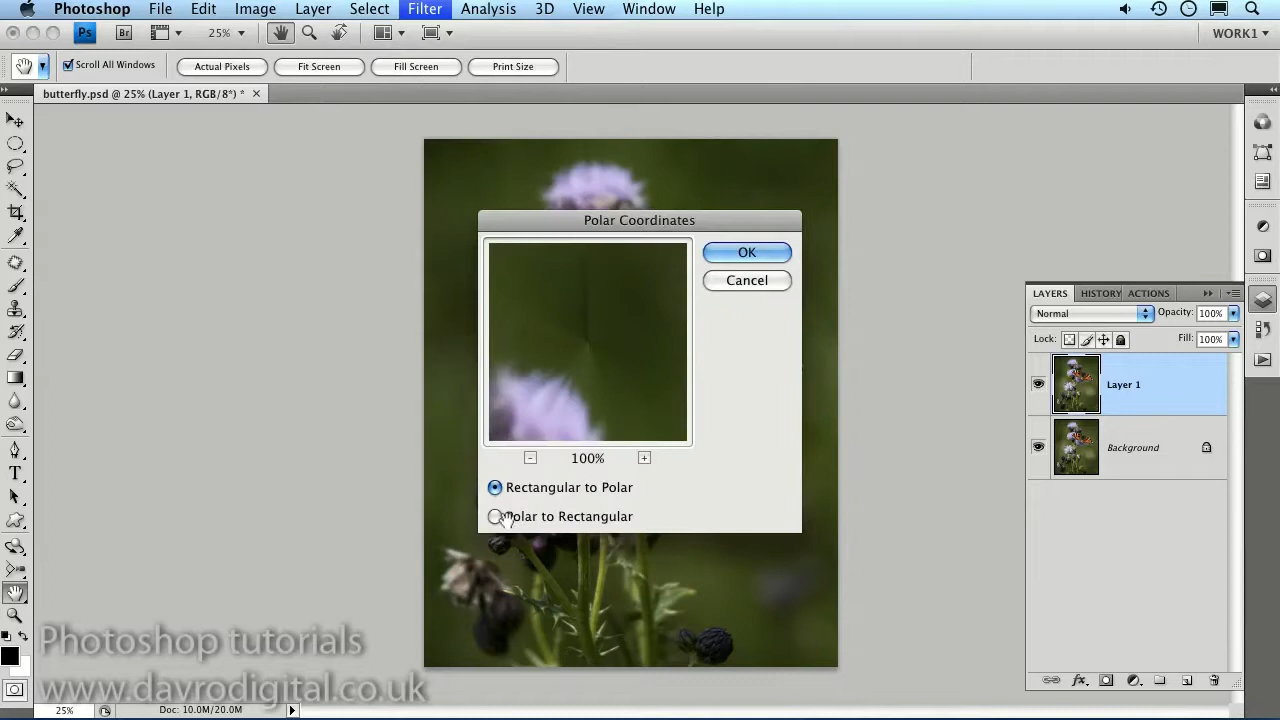 Photoshop File Edit Image Layer Select Filter Analysis 3D View Window Help
Ps Br 25% WORK1
Scroll All Windows Actual Pixels Fit Screen Fill Screen Print Size
butterfly.psd @ 25% (Layer 1, RGB/8*) *
Polar Coordinates
OK
Cancel
100%
Rectangular to Polar
Polar to Rectangular
LAYERS HISTORY ACTIONS
Normal Opacity: 100%
Lock: Fill: 100%
Layer 1
Background
Photoshop tutorials
www.davrodigital.co.uk
25% Doc: 10.0M/20.0M